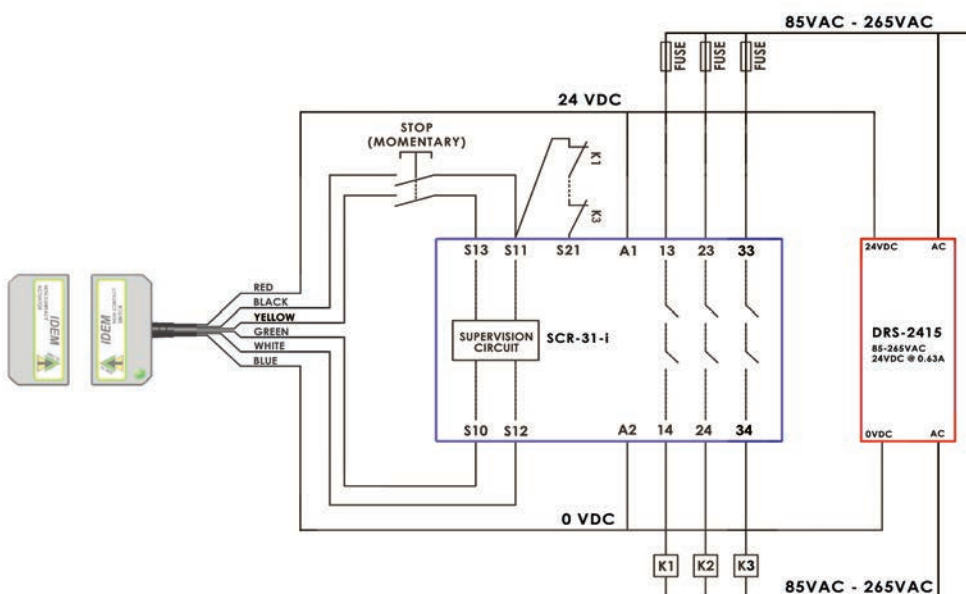 85VAC - 265VAC
FUSE
FUSE
FUSE
24 VDC
STOP
(MOMENTARY)
K1
K3
S13 S11 S21 A1 13 23 33
24VDC AC
RED
BLACK
YELLOW
GREEN
WHITE
BLUE
IDEM
IDEM
SUPERVISION
CIRCUIT
SCR-31-i
DRS-2415
85-265VAC
24VDC @ 0.63A
S10 S12 A2 14 24 34
0VDC AC
0 VDC
K1 K2 K3
85VAC - 265VAC